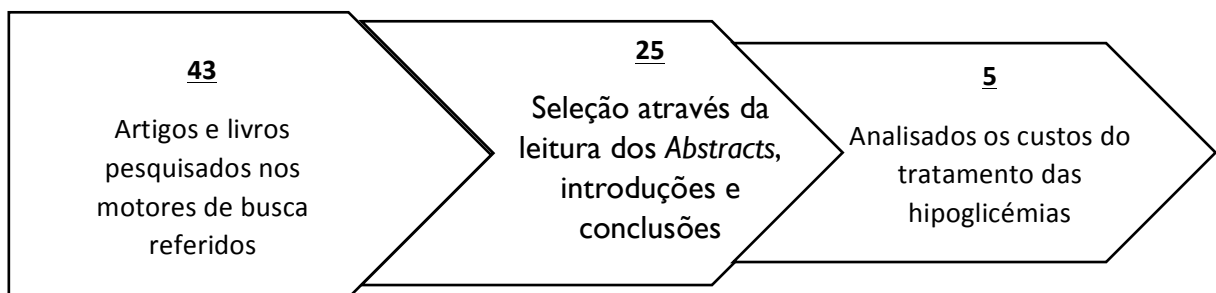 43
Artigos e livros
pesquisados nos
motores de busca
referidos
25
Seleção através da
leitura dos Abstracts,
introduções e
conclusões
5
Analisados os custos do
tratamento das
hipoglicémias